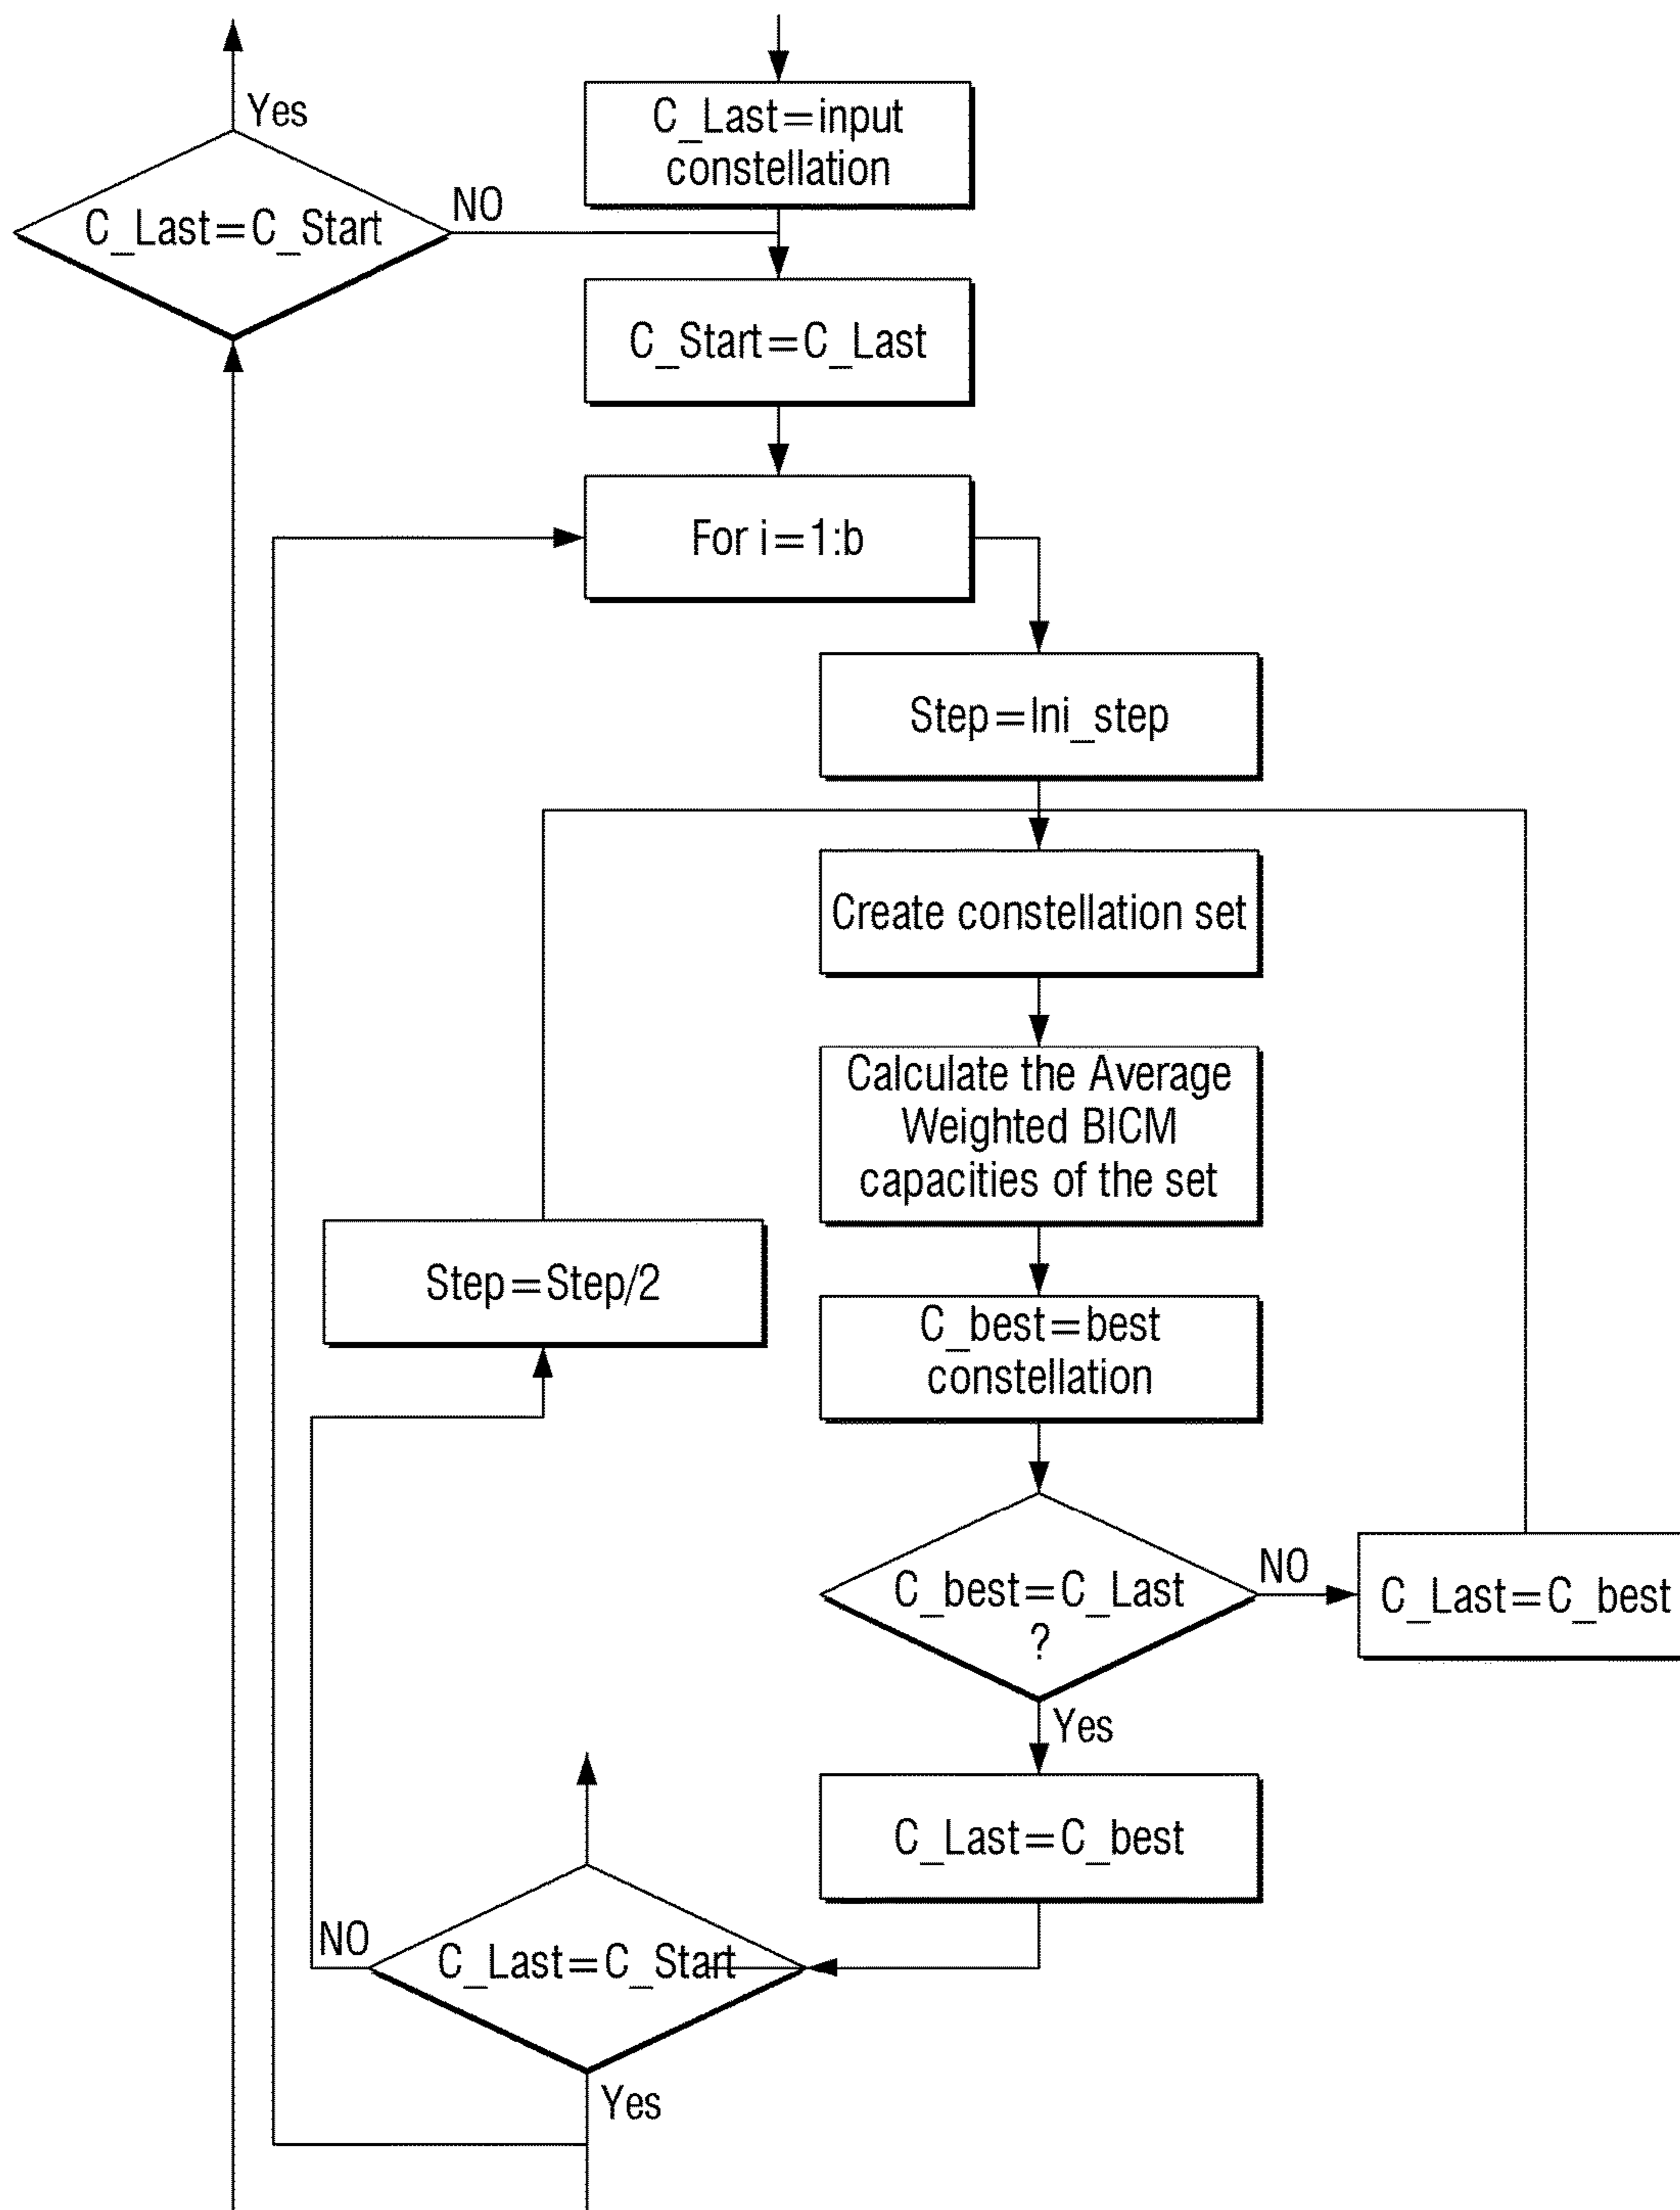 Yes
C_Last=input
constellation
C_Last=C_Start
NO
C_Start=C_Last
For i=1:b
Step=Ini_step
Create constellation set
Calculate the Average
Weighted BICM
capacities of the set
Step=Step/2
C_best=best
constellation
C_best=C_Last
?
NO
C_Last=C_best
Yes
C_Last=C_best
NO
C_Last=C_Start
Yes